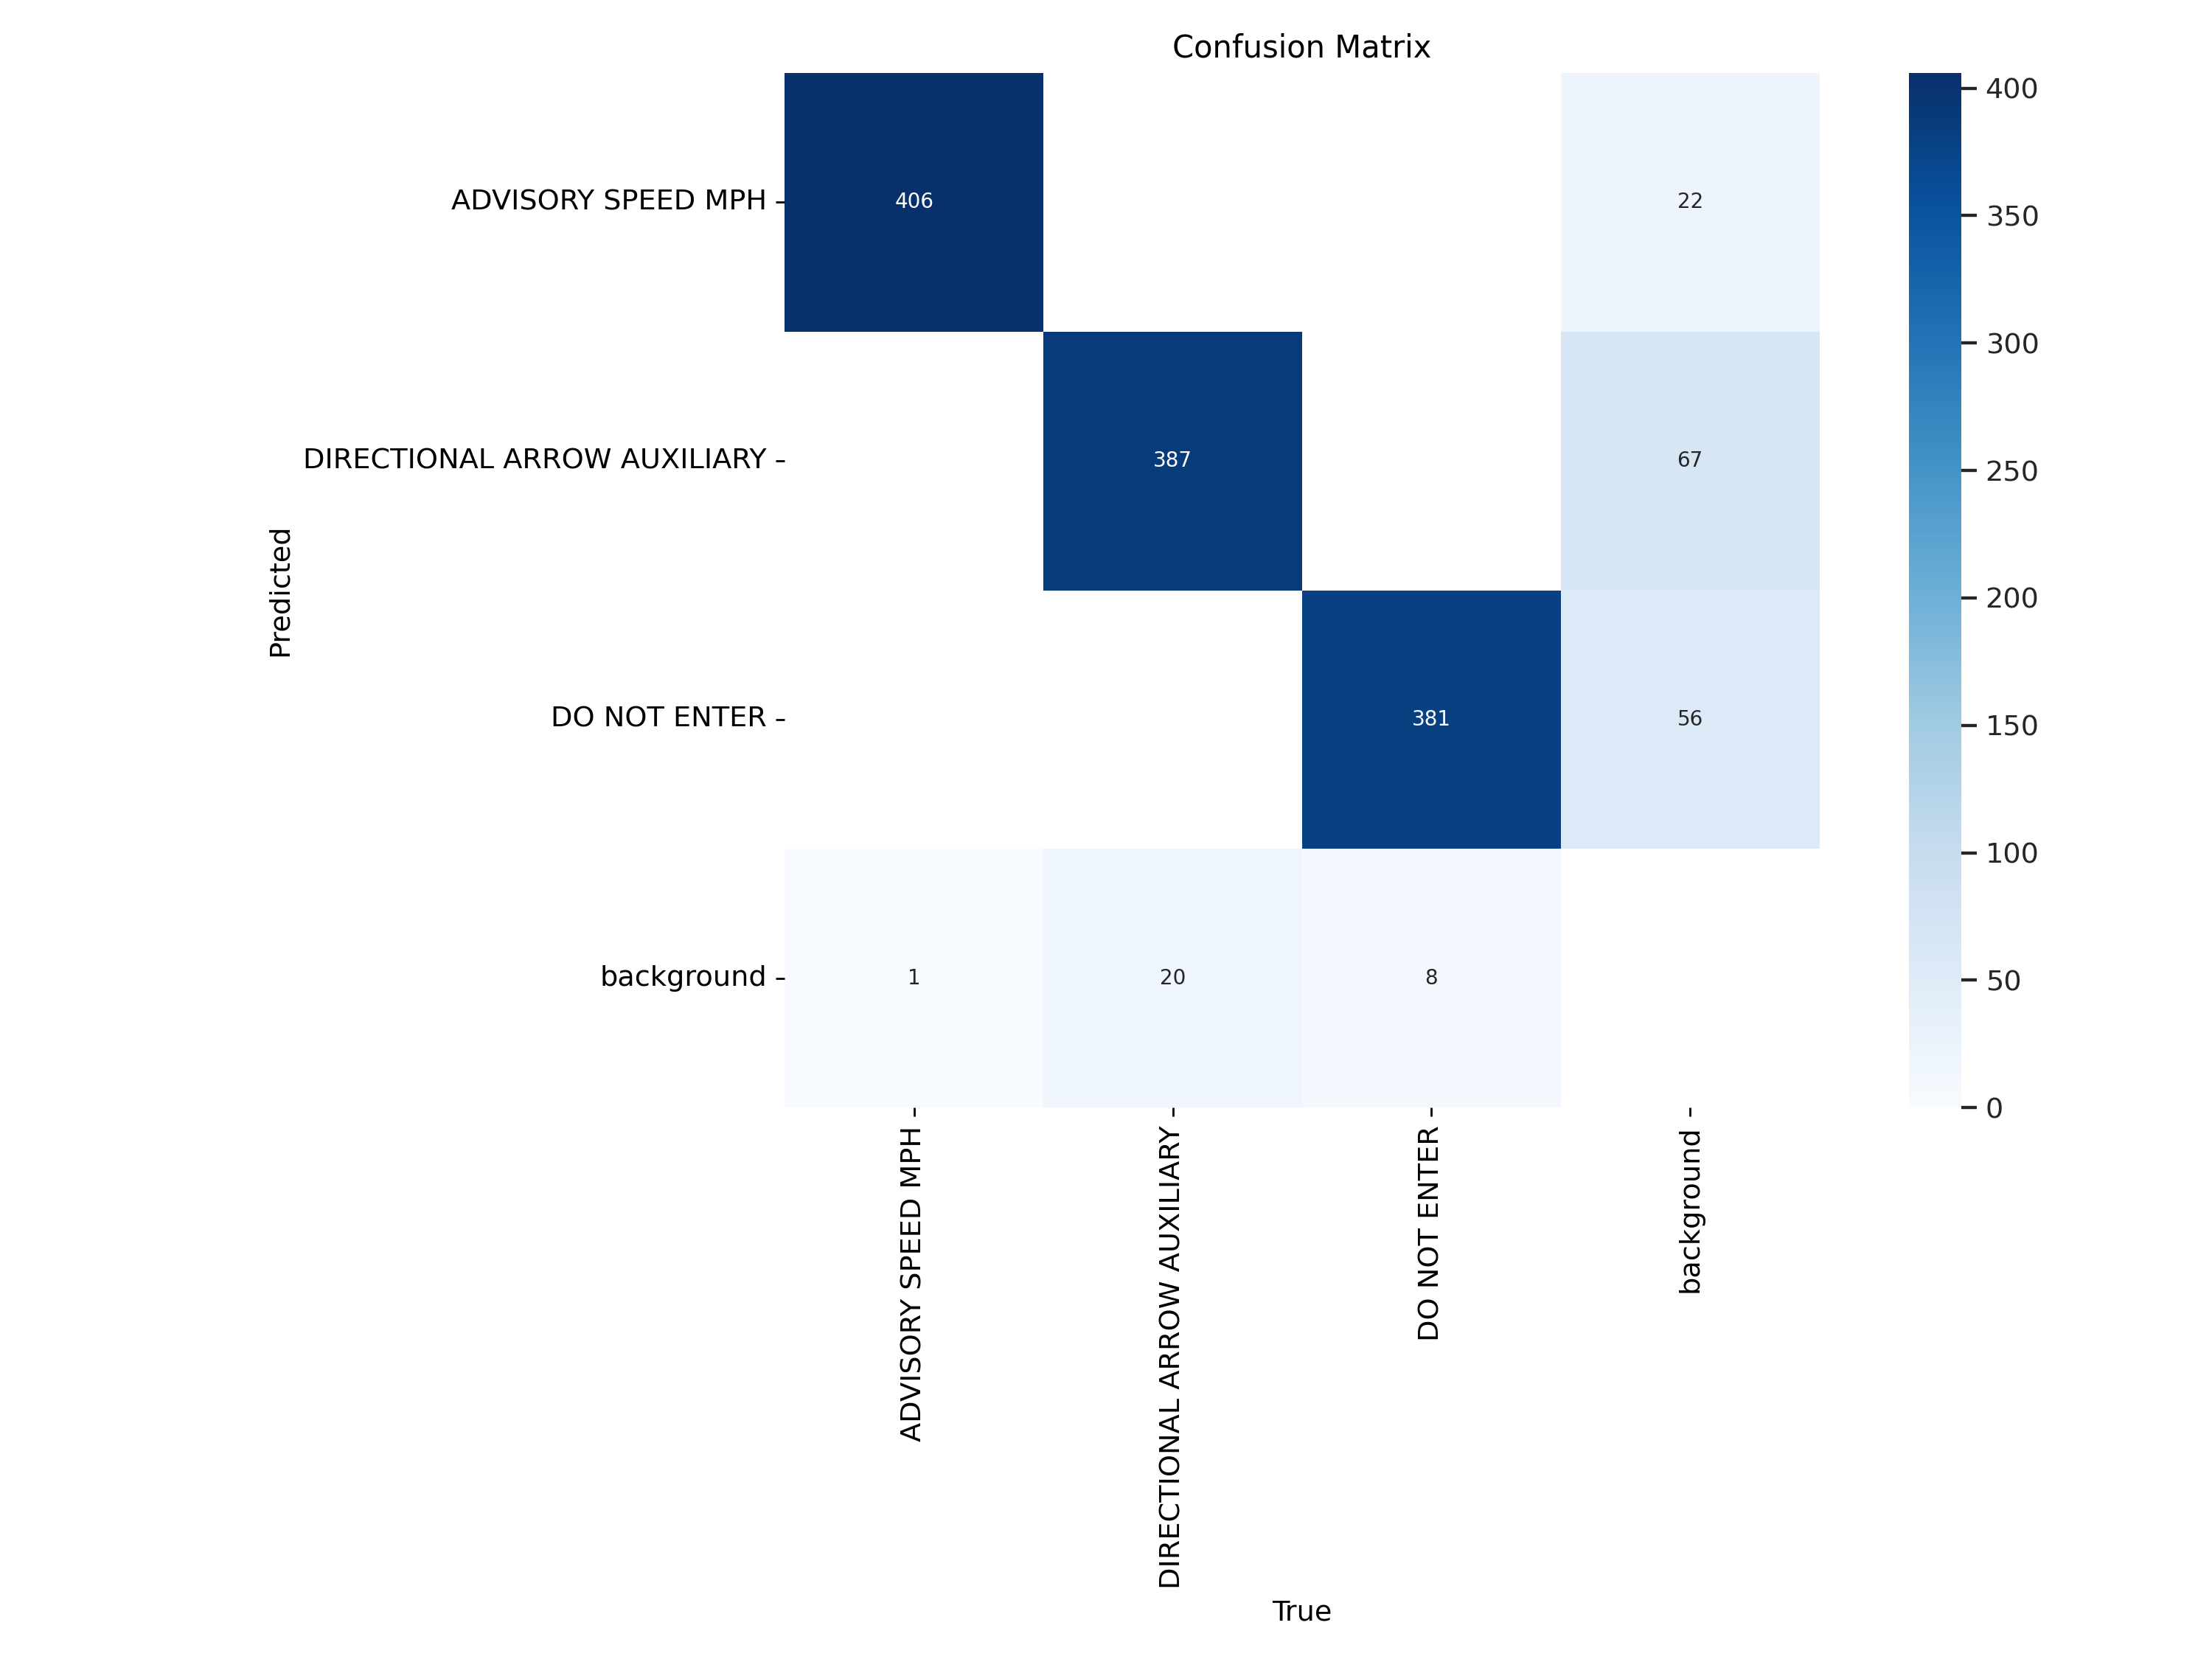 Confusion Matrix
ADVISORY SPEED MPH
406
22
400
350
300
250
200
150
100
50
0
DIRECTIONAL ARROW AUXILIARY
387
67
Predicted
DO NOT ENTER
381
56
background
1
20
8
ADVISORY SPEED MPH
DIRECTIONAL ARROW AUXILIARY
DO NOT ENTER
background
True